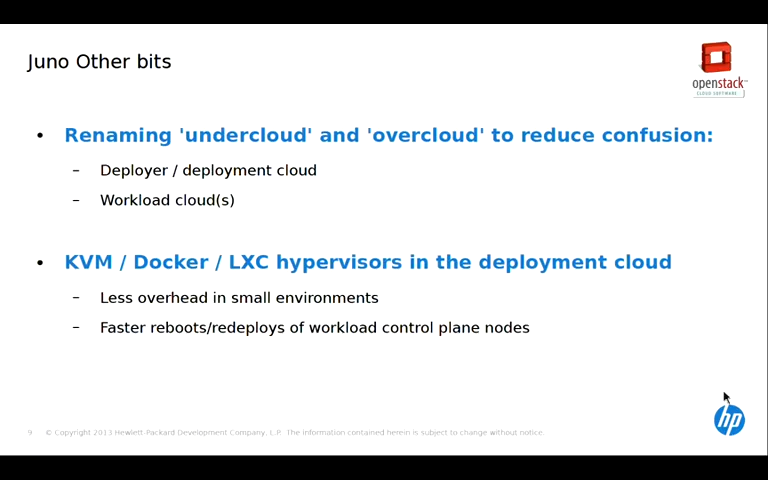 Juno Other bits
openstack™
CLOUD SOFTWARE
• Renaming 'undercloud' and 'overcloud' to reduce confusion:
– Deployer / deployment cloud
– Workload cloud(s)
• KVM / Docker / LXC hypervisors in the deployment cloud
– Less overhead in small environments
– Faster reboots/redeploys of workload control plane nodes
9 © Copyright 2013 Hewlett-Packard Development Company, L.P. The information contained herein is subject to change without notice.
hp